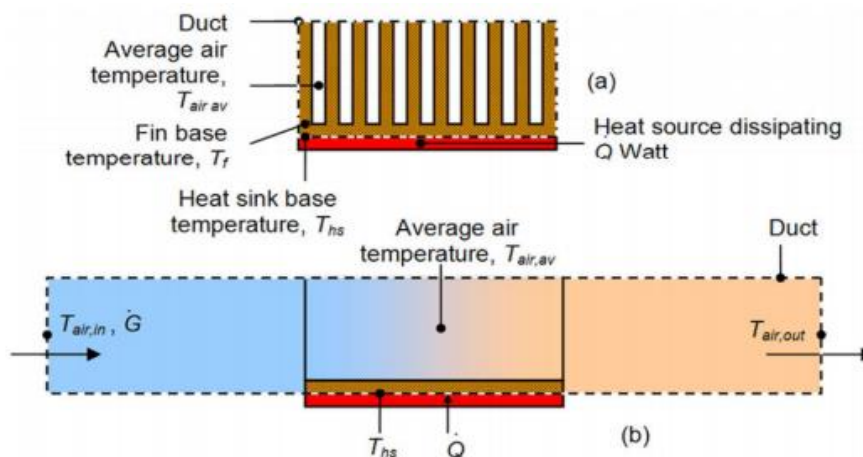 Duct
Average air
temperature,
T air av
(a)
Fin base
temperature, Tf
Heat source dissipating
Q̇ Watt
Heat sink base
temperature, Ths
Average air
temperature, Tair,av
Duct
Tair,in , Ġ
Tair,out
Ths
Q̇
(b)